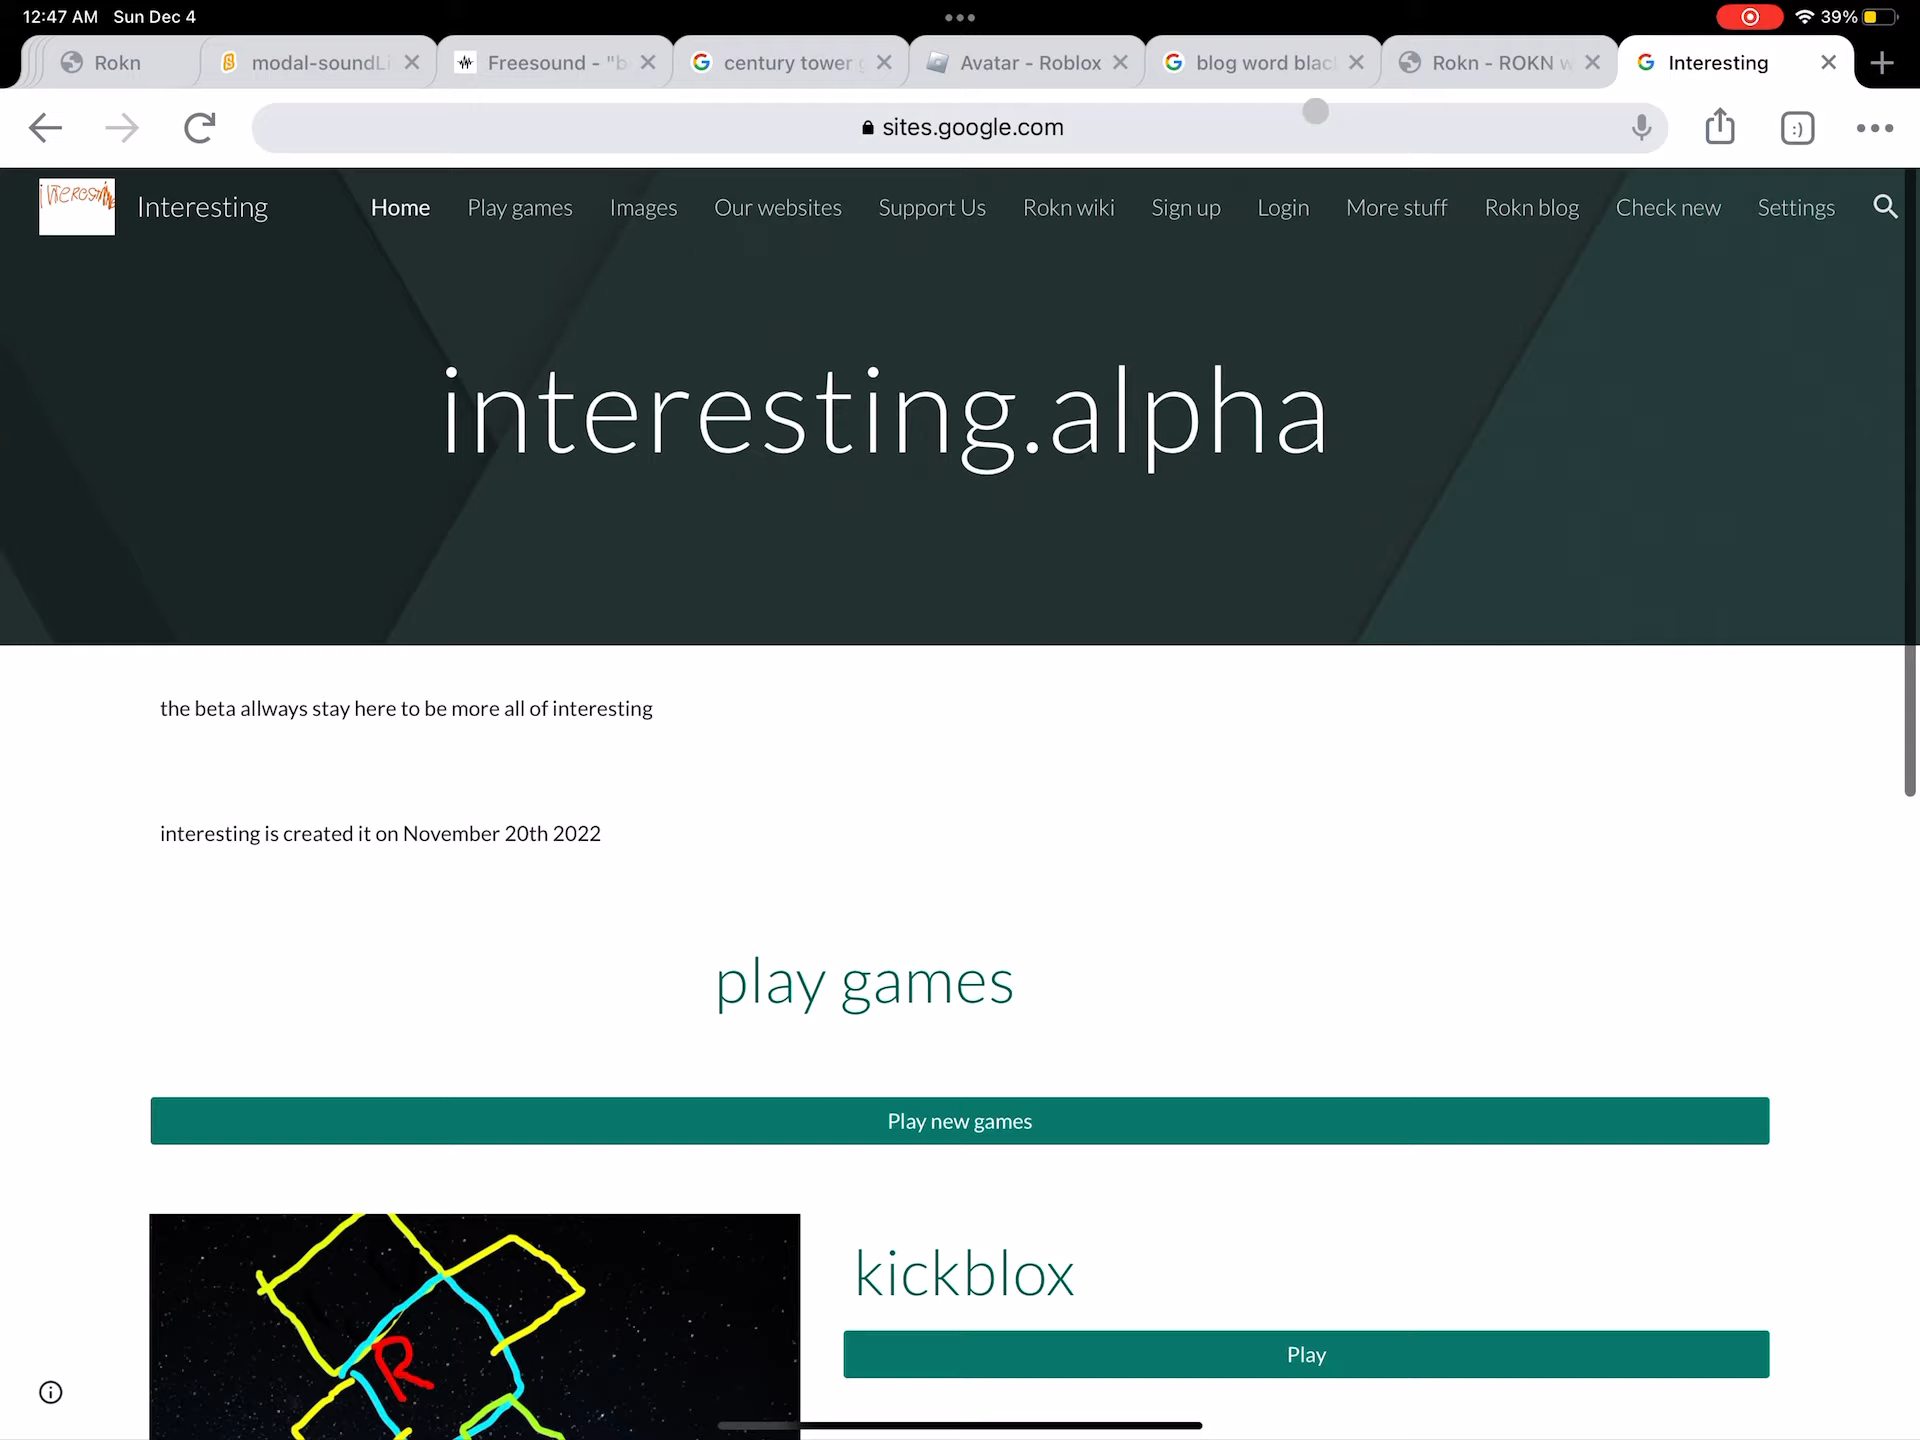 12:47 AM Sun Dec 4
39%
Rokn
modal-soundLi
Freesound - "b
century tower g
Avatar - Roblox
blog word blac
Rokn - ROKN w
Interesting
sites.google.com
:)
interesting
Interesting
Home
Play games
Images
Our websites
Support Us
Rokn wiki
Sign up
Login
More stuff
Rokn blog
Check new
Settings
interesting.alpha
the beta allways stay here to be more all of interesting
interesting is created it on November 20th 2022
play games
Play new games
R
kickblox
Play